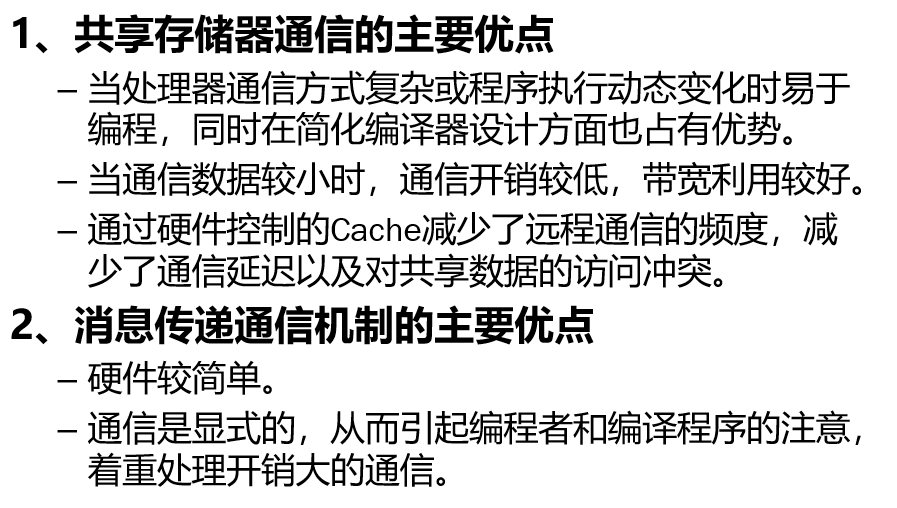 1、共享存储器通信的主要优点
– 当处理器通信方式复杂或程序执行动态变化时易于
编程，同时在简化编译器设计方面也占有优势。
– 当通信数据较小时，通信开销较低，带宽利用较好。
– 通过硬件控制的Cache减少了远程通信的频度，减
少了通信延迟以及对共享数据的访问冲突。
2、消息传递通信机制的主要优点
– 硬件较简单。
– 通信是显式的，从而引起编程者和编译程序的注意，
着重处理开销大的通信。